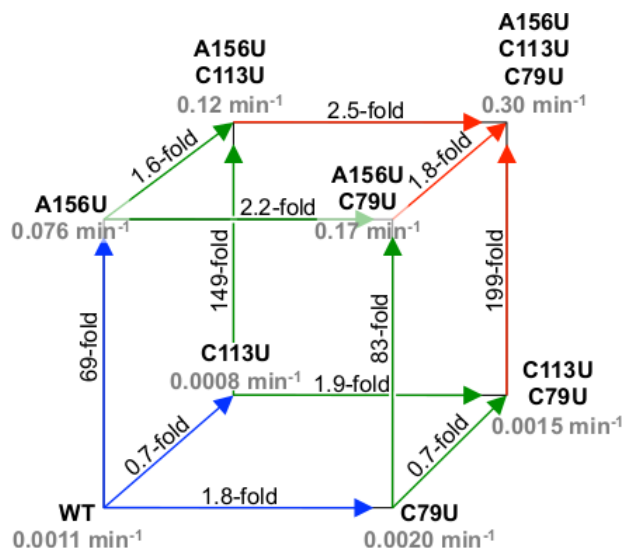 A156U
C113U
0.12 min⁻¹
A156U
C113U
C79U
0.30 min⁻¹
2.5-fold
1.6-fold
A156U
C79U
0.17 min⁻¹
1.8-fold
A156U
0.076 min⁻¹
2.2-fold
69-fold
149-fold
83-fold
199-fold
C113U
0.0008 min⁻¹
1.9-fold
C113U
C79U
0.0015 min⁻¹
0.7-fold
0.7-fold
WT
0.0011 min⁻¹
1.8-fold
C79U
0.0020 min⁻¹